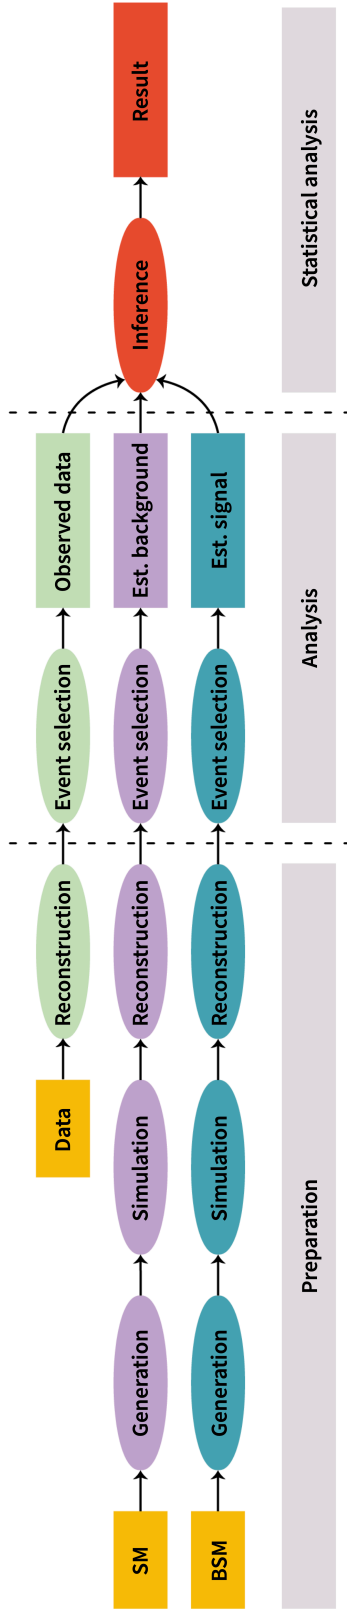 Data
Reconstruction
Event selection
Observed data
SM
Generation
Simulation
Reconstruction
Event selection
Est. background
Inference
Result
BSM
Generation
Simulation
Reconstruction
Event selection
Est. signal
Preparation
Analysis
Statistical analysis